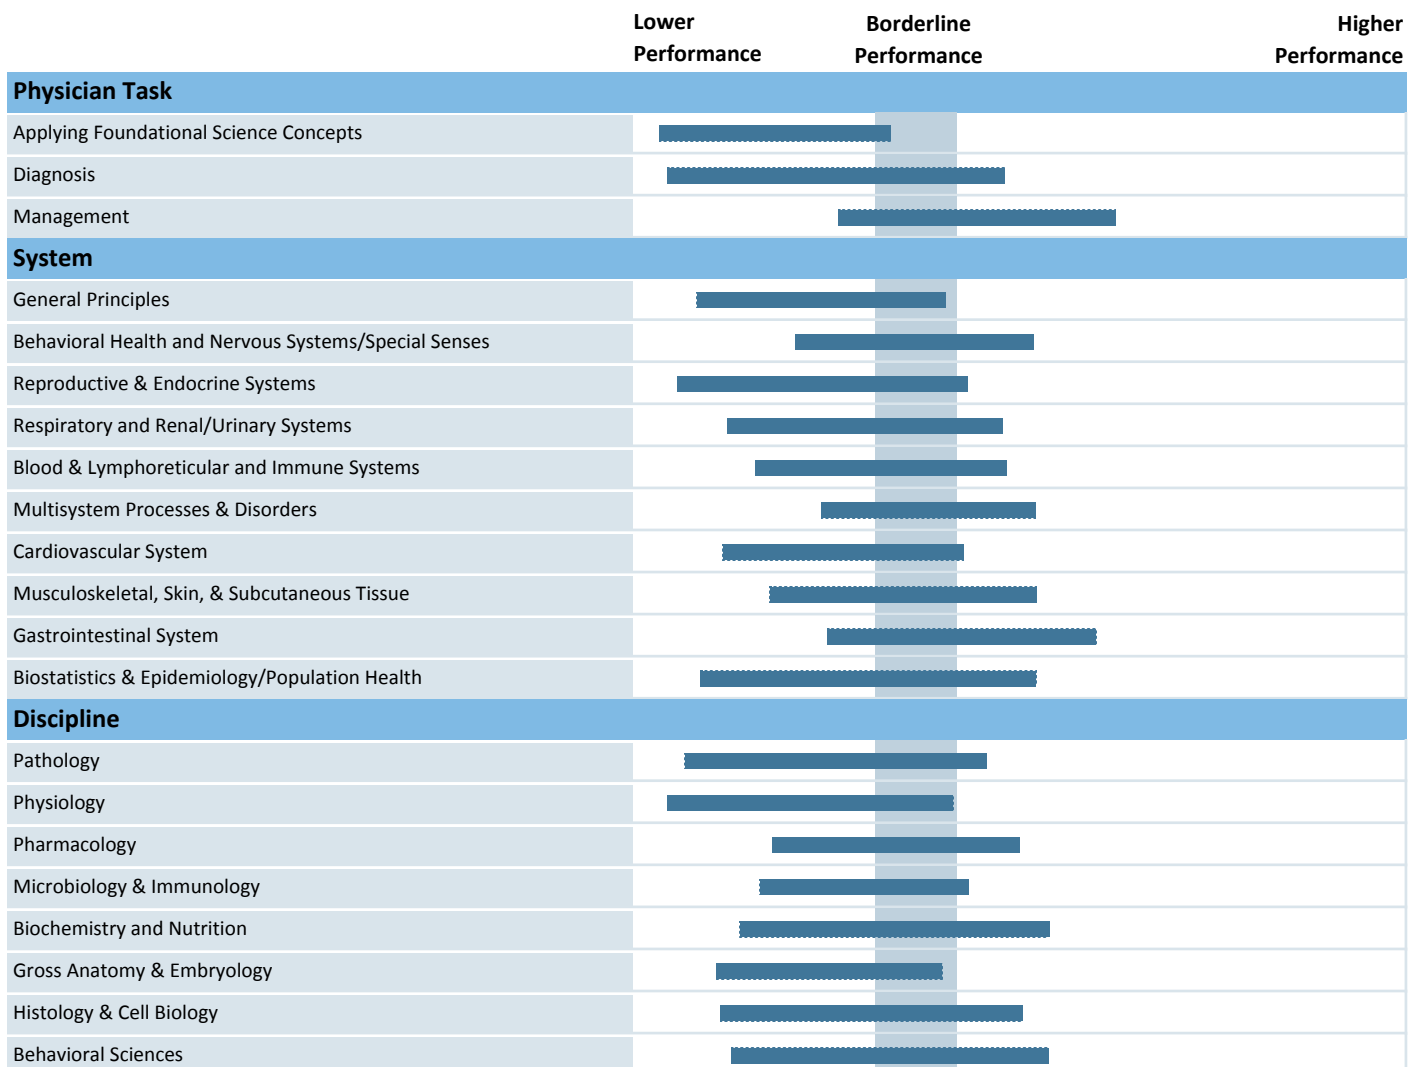 Lower
Performance
Borderline
Performance
Higher
Performance
Physician Task
Applying Foundational Science Concepts
Diagnosis
Management
System
General Principles
Behavioral Health and Nervous Systems/Special Senses
Reproductive & Endocrine Systems
Respiratory and Renal/Urinary Systems
Blood & Lymphoreticular and Immune Systems
Multisystem Processes & Disorders
Cardiovascular System
Musculoskeletal, Skin, & Subcutaneous Tissue
Gastrointestinal System
Biostatistics & Epidemiology/Population Health
Discipline
Pathology
Physiology
Pharmacology
Microbiology & Immunology
Biochemistry and Nutrition
Gross Anatomy & Embryology
Histology & Cell Biology
Behavioral Sciences